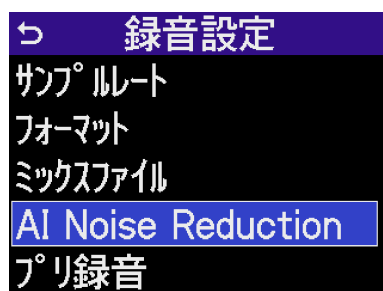 録音設定
サンプルレート
フォーマット
ミックスファイル
AI Noise Reduction
プリ録音